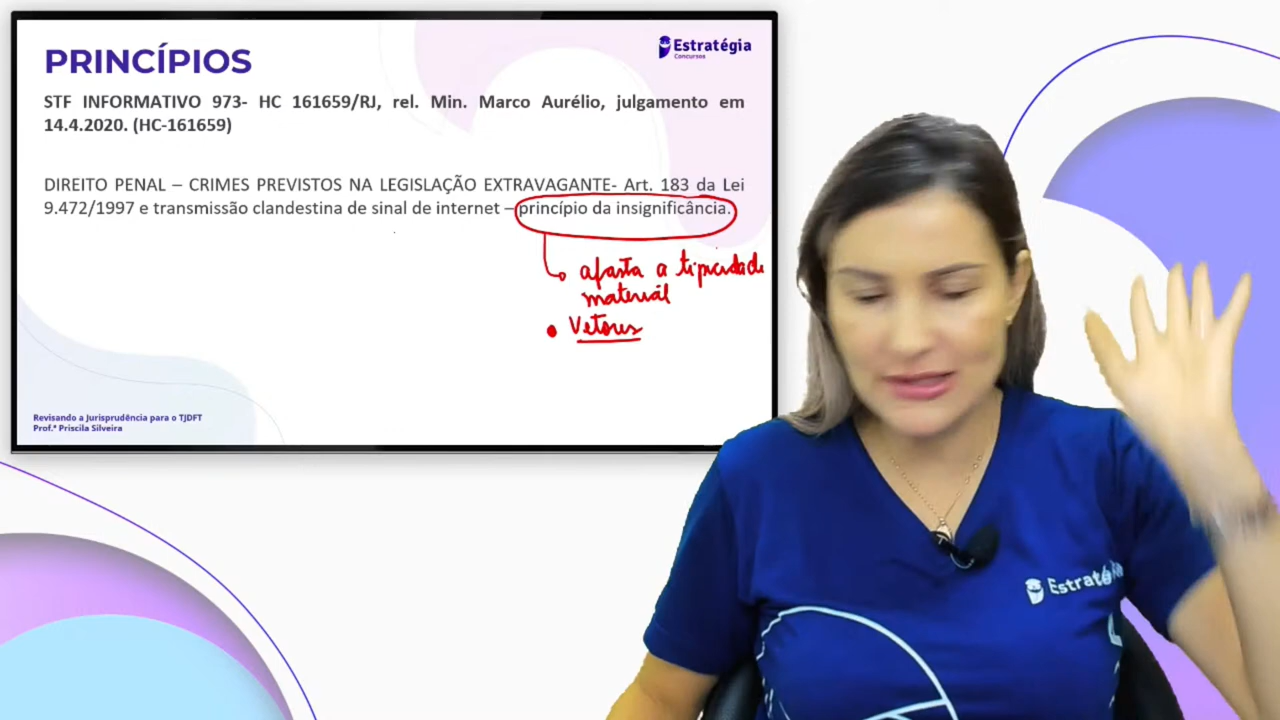 PRINCÍPIOS
Estratégia
Concursos
STF INFORMATIVO 973- HC 161659/RJ, rel. Min. Marco Aurélio, julgamento em
14.4.2020. (HC-161659)
DIREITO PENAL – CRIMES PREVISTOS NA LEGISLAÇÃO EXTRAVAGANTE- Art. 183 da Lei
9.472/1997 e transmissão clandestina de sinal de internet – princípio da insignificância.
afasta a tipicidade
material
• Vetores
Revisando a Jurisprudência para o TJDFT
Prof.ª Priscila Silveira